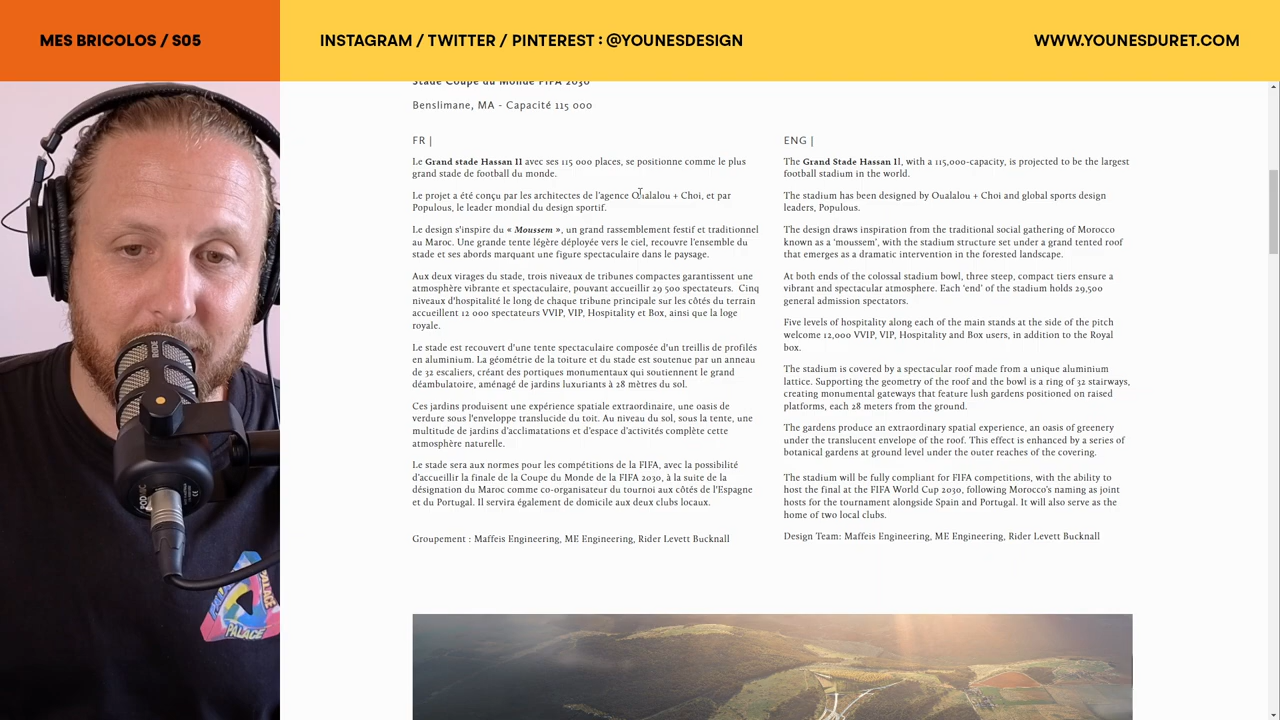 MES BRICOLOS / S05
INSTAGRAM / TWITTER / PINTEREST : @YOUNESDESIGN
WWW.YOUNESDURET.COM
Stade Coupe du Monde FIFA 2030
Benslimane, MA - Capacité 115 000
FR |
Le Grand stade Hassan II avec ses 115 000 places, se positionne comme le plus
grand stade de football du monde.
Le projet a été conçu par les architectes de l'agence Oualalou + Choi, et par
Populous, le leader mondial du design sportif.
Le design s'inspire du « Moussem », un grand rassemblement festif et traditionnel
au Maroc. Une grande tente légère déployée vers le ciel, recouvre l'ensemble du
stade et ses abords marquant une figure spectaculaire dans le paysage.
Aux deux virages du stade, trois niveaux de tribunes compactes garantissent une
atmosphère vibrante et spectaculaire, pouvant accueillir 29 500 spectateurs. Cinq
niveaux d'hospitalité le long de chaque tribune principale sur les côtés du terrain
accueillent 12 000 spectateurs VVIP, VIP, Hospitality et Box, ainsi que la loge
royale.
Le stade est recouvert d'une tente spectaculaire composée d'un treillis de profilés
en aluminium. La géométrie de la toiture et du stade est soutenue par un anneau
de 32 escaliers, créant des portiques monumentaux qui soutiennent le grand
déambulatoire, aménagé de jardins luxuriants à 28 mètres du sol.
Ces jardins produisent une expérience spatiale extraordinaire, une oasis de
verdure sous l'enveloppe translucide du toit. Au niveau du sol, sous la tente, une
multitude de jardins d'acclimatations et d'espace d'activités complète cette
atmosphère naturelle.
Le stade sera aux normes pour les compétitions de la FIFA, avec la possibilité
d'accueillir la finale de la Coupe du Monde de la FIFA 2030, à la suite de la
désignation du Maroc comme co-organisateur du tournoi aux côtés de l'Espagne
et du Portugal. Il servira également de domicile aux deux clubs locaux.
Groupement : Maffeis Engineering, ME Engineering, Rider Levett Bucknall
ENG |
The Grand Stade Hassan II, with a 115,000-capacity, is projected to be the largest
football stadium in the world.
The stadium has been designed by Oualalou + Choi and global sports design
leaders, Populous.
The design draws inspiration from the traditional social gathering of Morocco
known as a 'moussem', with the stadium structure set under a grand tented roof
that emerges as a dramatic intervention in the forested landscape.
At both ends of the colossal stadium bowl, three steep, compact tiers ensure a
vibrant and spectacular atmosphere. Each 'end' of the stadium holds 29,500
general admission spectators.
Five levels of hospitality along each of the main stands at the side of the pitch
welcome 12,000 VVIP, VIP, Hospitality and Box users, in addition to the Royal
box.
The stadium is covered by a spectacular roof made from a unique aluminium
lattice. Supporting the geometry of the roof and the bowl is a ring of 32 stairways,
creating monumental gateways that feature lush gardens positioned on raised
platforms, each 28 meters from the ground.
The gardens produce an extraordinary spatial experience, an oasis of greenery
under the translucent envelope of the roof. This effect is enhanced by a series of
botanical gardens at ground level under the outer reaches of the covering.
The stadium will be fully compliant for FIFA competitions, with the ability to
host the final at the FIFA World Cup 2030, following Morocco's naming as joint
hosts for the tournament alongside Spain and Portugal. It will also serve as the
home of two local clubs.
Design Team: Maffeis Engineering, ME Engineering, Rider Levett Bucknall
RØDE
PODMIC
PALACE